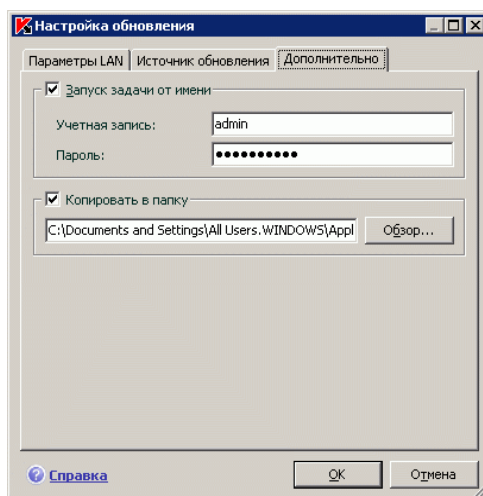 Настройка обновления
Параметры LAN Источник обновления Дополнительно
Запуск задачи от имени
Учетная запись: admin
Пароль: ●●●●●●●●●●
Копировать в папку
C:\Documents and Settings\All Users.WINDOWS\Appl Обзор...
Справка OK Отмена